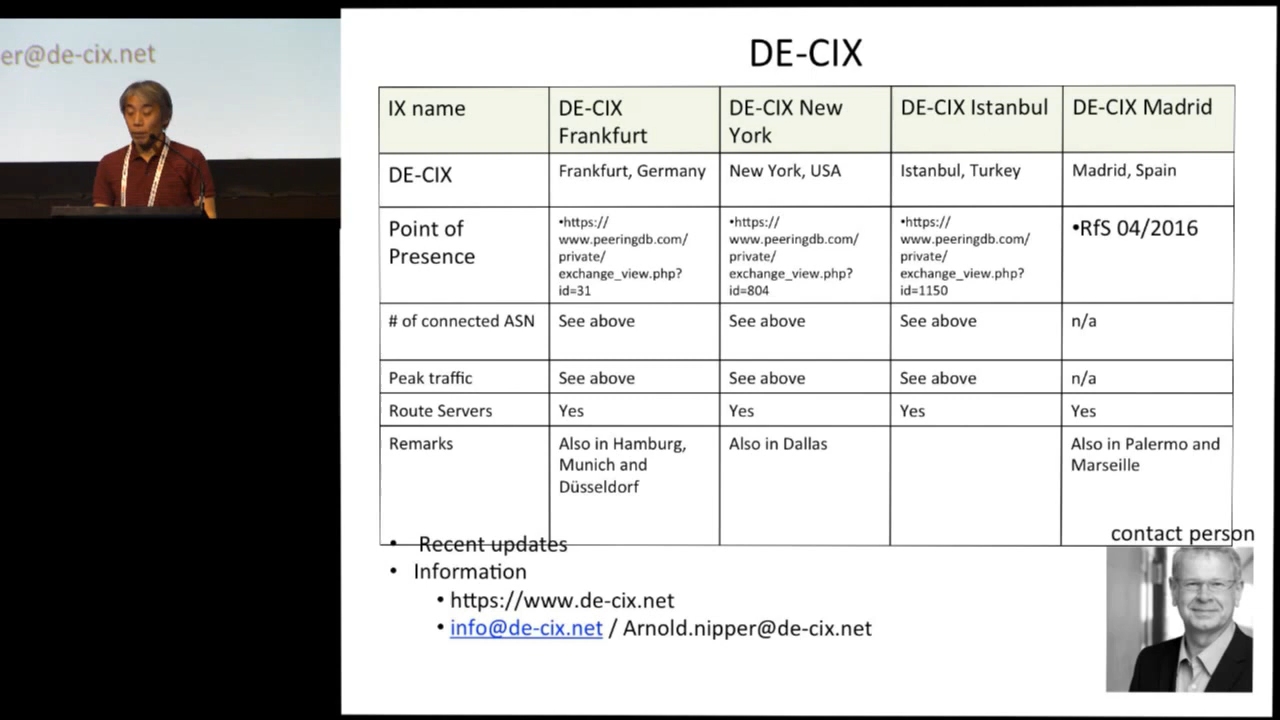 er@de-cix.net
DE-CIX
IX name
DE-CIX
Frankfurt
DE-CIX New
York
DE-CIX Istanbul
DE-CIX Madrid
DE-CIX
Frankfurt, Germany
New York, USA
Istanbul, Turkey
Madrid, Spain
Point of
Presence
•https://
www.peeringdb.com/
private/
exchange_view.php?
id=31
•https://
www.peeringdb.com/
private/
exchange_view.php?
id=804
•https://
www.peeringdb.com/
private/
exchange_view.php?
id=1150
•RfS 04/2016
# of connected ASN
See above
See above
See above
n/a
Peak traffic
See above
See above
See above
n/a
Route Servers
Yes
Yes
Yes
Yes
Remarks
Also in Hamburg,
Munich and
Düsseldorf
Also in Dallas
Also in Palermo and
Marseille
contact person
• Recent updates
• Information
• https://www.de-cix.net
• info@de-cix.net / Arnold.nipper@de-cix.net